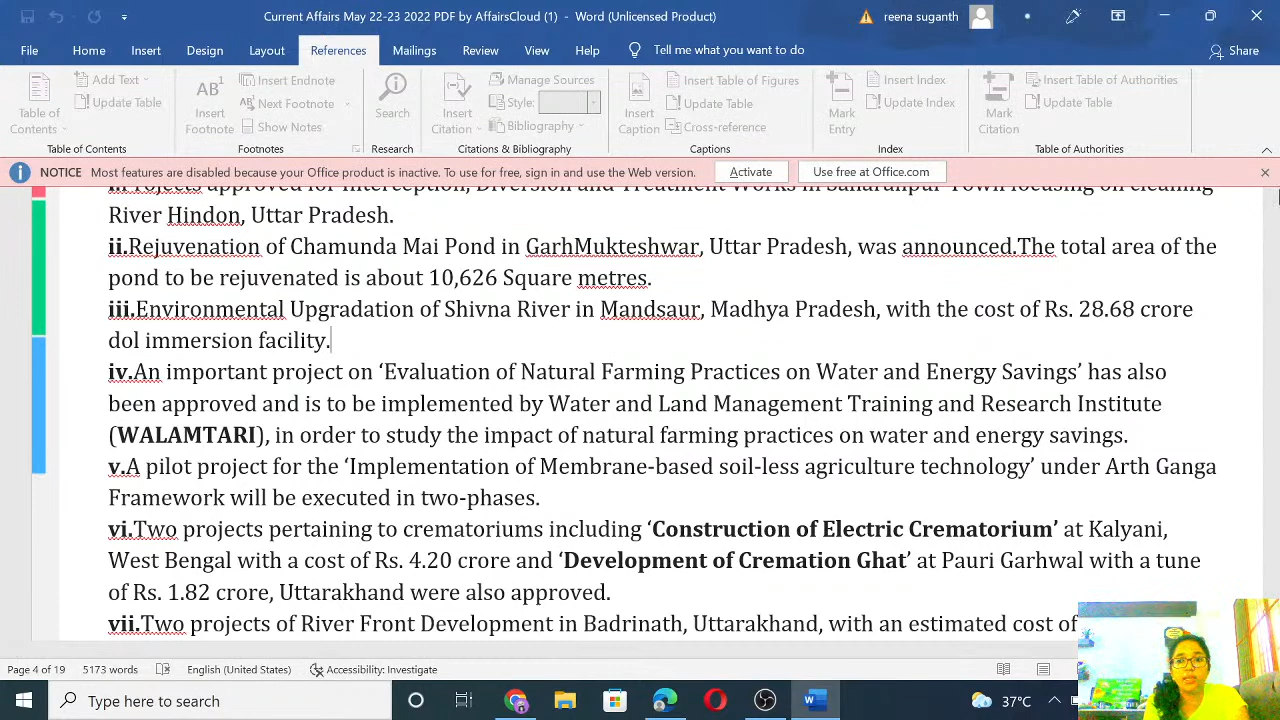 Current Affairs May 22-23 2022 PDF by AffairsCloud (1) - Word (Unlicensed Product)
reena suganth
File Home Insert Design Layout References Mailings Review View Help Tell me what you want to do Share
Table of Contents
Add Text
Update Table
Table of Contents
AB¹ Insert Footnote
Insert Endnote
Next Footnote
Show Notes
Footnotes
Search
Research
Insert Citation
Manage Sources
Style:
Bibliography
Citations & Bibliography
Insert Caption
Insert Table of Figures
Update Table
Cross-reference
Captions
Mark Entry
Insert Index
Update Index
Index
Mark Citation
Insert Table of Authorities
Update Table
Table of Authorities
NOTICE Most features are disabled because your Office product is inactive. To use for free, sign in and use the Web version. Activate Use free at Office.com
approved for Interception, Diversion and Treatment Works in Saharanpur Town focusing on cleaning
River Hindon, Uttar Pradesh.
ii.Rejuvenation of Chamunda Mai Pond in GarhMukteshwar, Uttar Pradesh, was announced.The total area of the
pond to be rejuvenated is about 10,626 Square metres.
iii.Environmental Upgradation of Shivna River in Mandsaur, Madhya Pradesh, with the cost of Rs. 28.68 crore
dol immersion facility.
iv.An important project on ‘Evaluation of Natural Farming Practices on Water and Energy Savings’ has also
been approved and is to be implemented by Water and Land Management Training and Research Institute
(WALAMTARI), in order to study the impact of natural farming practices on water and energy savings.
v.A pilot project for the ‘Implementation of Membrane-based soil-less agriculture technology’ under Arth Ganga
Framework will be executed in two-phases.
vi.Two projects pertaining to crematoriums including ‘Construction of Electric Crematorium’ at Kalyani,
West Bengal with a cost of Rs. 4.20 crore and ‘Development of Cremation Ghat’ at Pauri Garhwal with a tune
of Rs. 1.82 crore, Uttarakhand were also approved.
vii.Two projects of River Front Development in Badrinath, Uttarakhand, with an estimated cost of
Page 4 of 19 5173 words English (United States) Accessibility: Investigate
Type here to search
37°C